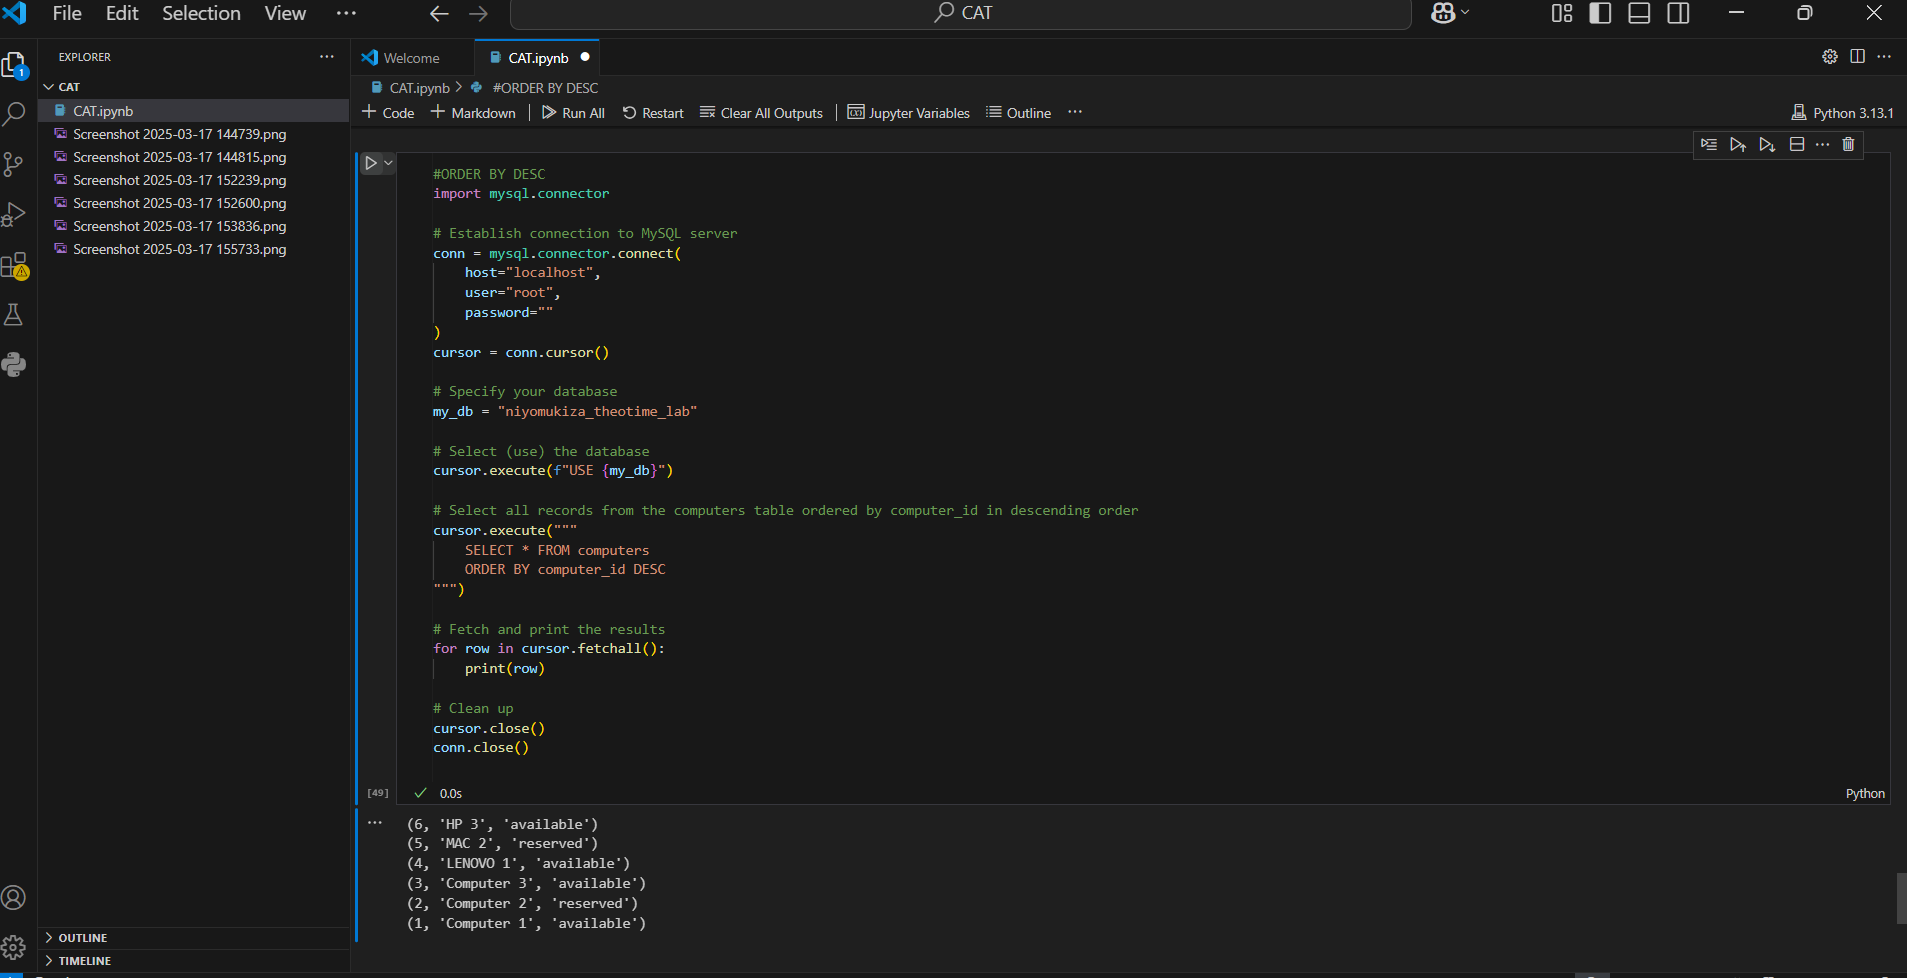 File Edit Selection View ... CAT
EXPLORER ...
CAT
CAT.ipynb
Screenshot 2025-03-17 144739.png
Screenshot 2025-03-17 144815.png
Screenshot 2025-03-17 152239.png
Screenshot 2025-03-17 152600.png
Screenshot 2025-03-17 153836.png
Screenshot 2025-03-17 155733.png
OUTLINE
TIMELINE
1
Welcome CAT.ipynb
CAT.ipynb > #ORDER BY DESC
+ Code + Markdown Run All Restart Clear All Outputs Jupyter Variables Outline ... Python 3.13.1
#ORDER BY DESC
import mysql.connector
# Establish connection to MySQL server
conn = mysql.connector.connect(
host="localhost",
user="root",
password=""
)
cursor = conn.cursor()
# Specify your database
my_db = "niyomukiza_theotime_lab"
# Select (use) the database
cursor.execute(f"USE {my_db}")
# Select all records from the computers table ordered by computer_id in descending order
cursor.execute("""
SELECT * FROM computers
ORDER BY computer_id DESC
""")
# Fetch and print the results
for row in cursor.fetchall():
print(row)
# Clean up
cursor.close()
conn.close()
[49] 0.0s Python
(6, 'HP 3', 'available')
(5, 'MAC 2', 'reserved')
(4, 'LENOVO 1', 'available')
(3, 'Computer 3', 'available')
(2, 'Computer 2', 'reserved')
(1, 'Computer 1', 'available')